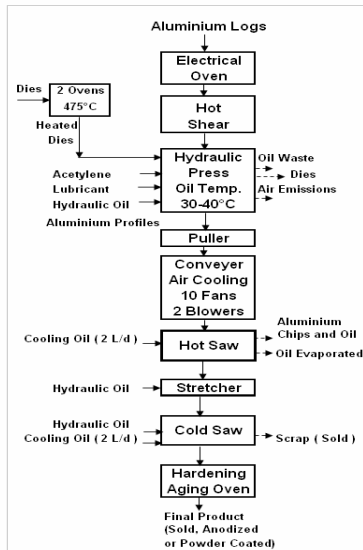 Aluminium Logs
Electrical
Oven
Dies
2 Ovens
475°C
Hot
Shear
Heated
Dies
Hydraulic
Press
Oil Temp.
30-40°C
Acetylene
Lubricant
Hydraulic Oil
Oil Waste
Dies
Air Emissions
Aluminium Profiles
Puller
Conveyer
Air Cooling
10 Fans
2 Blowers
Cooling Oil ( 2 L/d )
Hot Saw
Aluminium
Chips and Oil
Oil Evaporated
Hydraulic Oil
Stretcher
Hydraulic Oil
Cooling Oil ( 2 L/d )
Cold Saw
Scrap ( Sold )
Hardening
Aging Oven
Final Product
(Sold, Anodized
or Powder Coated)